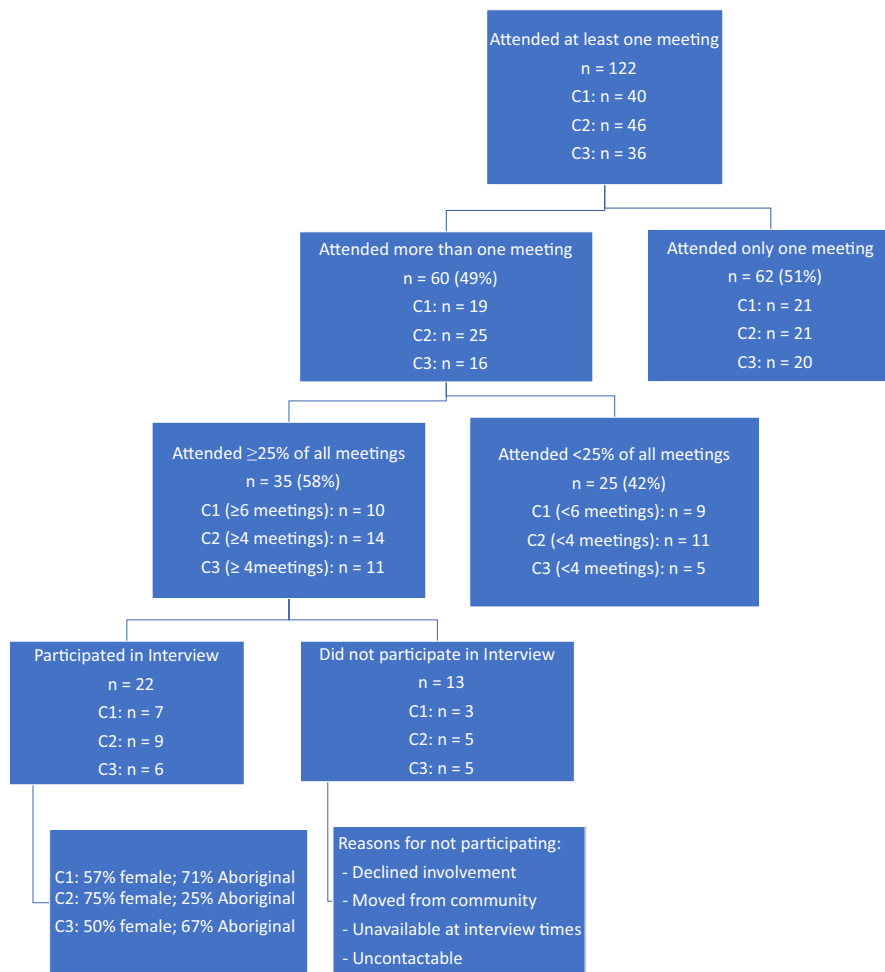 Attended at least one meeting
n = 122
C1: n = 40
C2: n = 46
C3: n = 36
Attended more than one meeting
n = 60 (49%)
C1: n = 19
C2: n = 25
C3: n = 16
Attended only one meeting
n = 62 (51%)
C1: n = 21
C2: n = 21
C3: n = 20
Attended ≥25% of all meetings
n = 35 (58%)
C1 (≥6 meetings): n = 10
C2 (≥4 meetings): n = 14
C3 (≥ 4meetings): n = 11
Attended <25% of all meetings
n = 25 (42%)
C1 (<6 meetings): n = 9
C2 (<4 meetings): n = 11
C3 (<4 meetings): n = 5
Participated in Interview
n = 22
C1: n = 7
C2: n = 9
C3: n = 6
Did not participate in Interview
n = 13
C1: n = 3
C2: n = 5
C3: n = 5
C1: 57% female; 71% Aboriginal
C2: 75% female; 25% Aboriginal
C3: 50% female; 67% Aboriginal
Reasons for not participating:
- Declined involvement
- Moved from community
- Unavailable at interview times
- Uncontactable